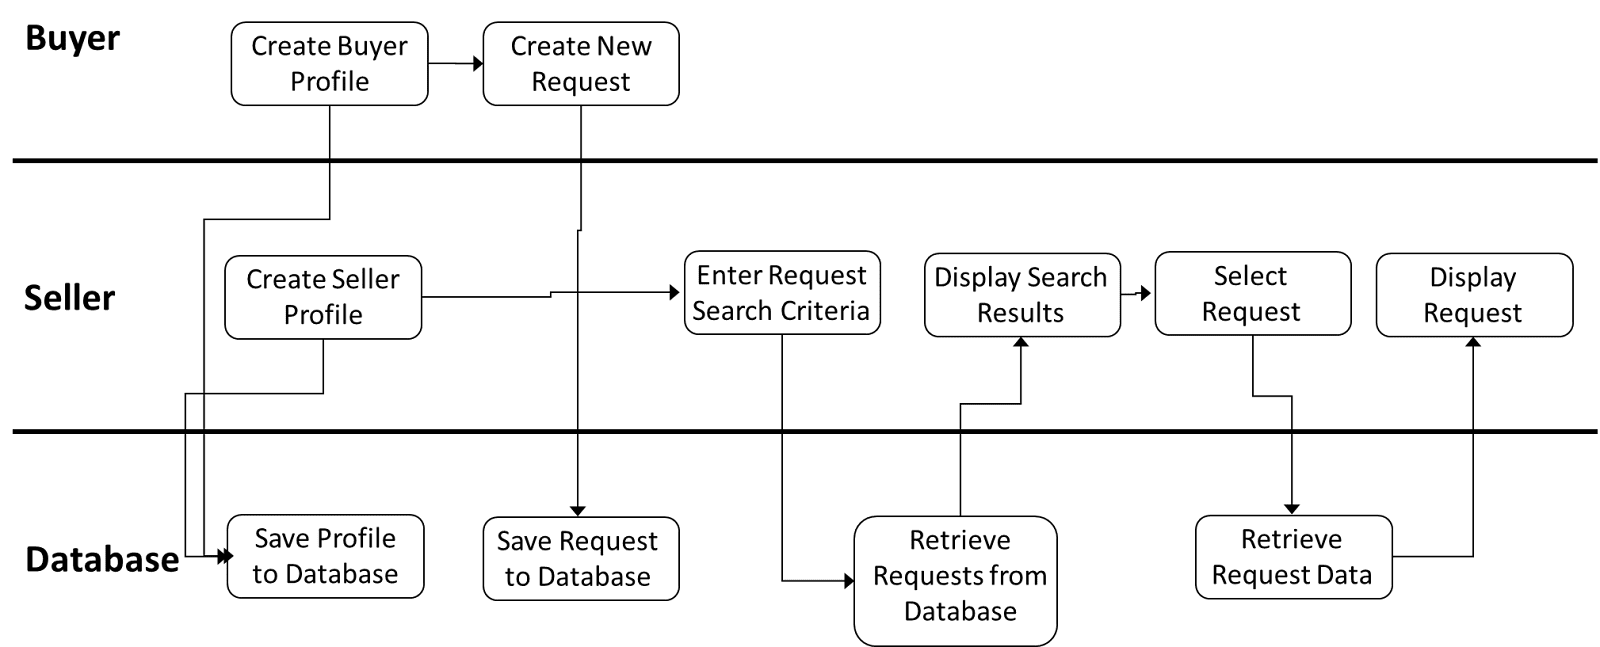 Buyer
Create Buyer
Profile
Create New
Request
Seller
Create Seller
Profile
Enter Request
Search Criteria
Display Search
Results
Select
Request
Display
Request
Database
Save Profile
to Database
Save Request
to Database
Retrieve
Requests from
Database
Retrieve
Request Data